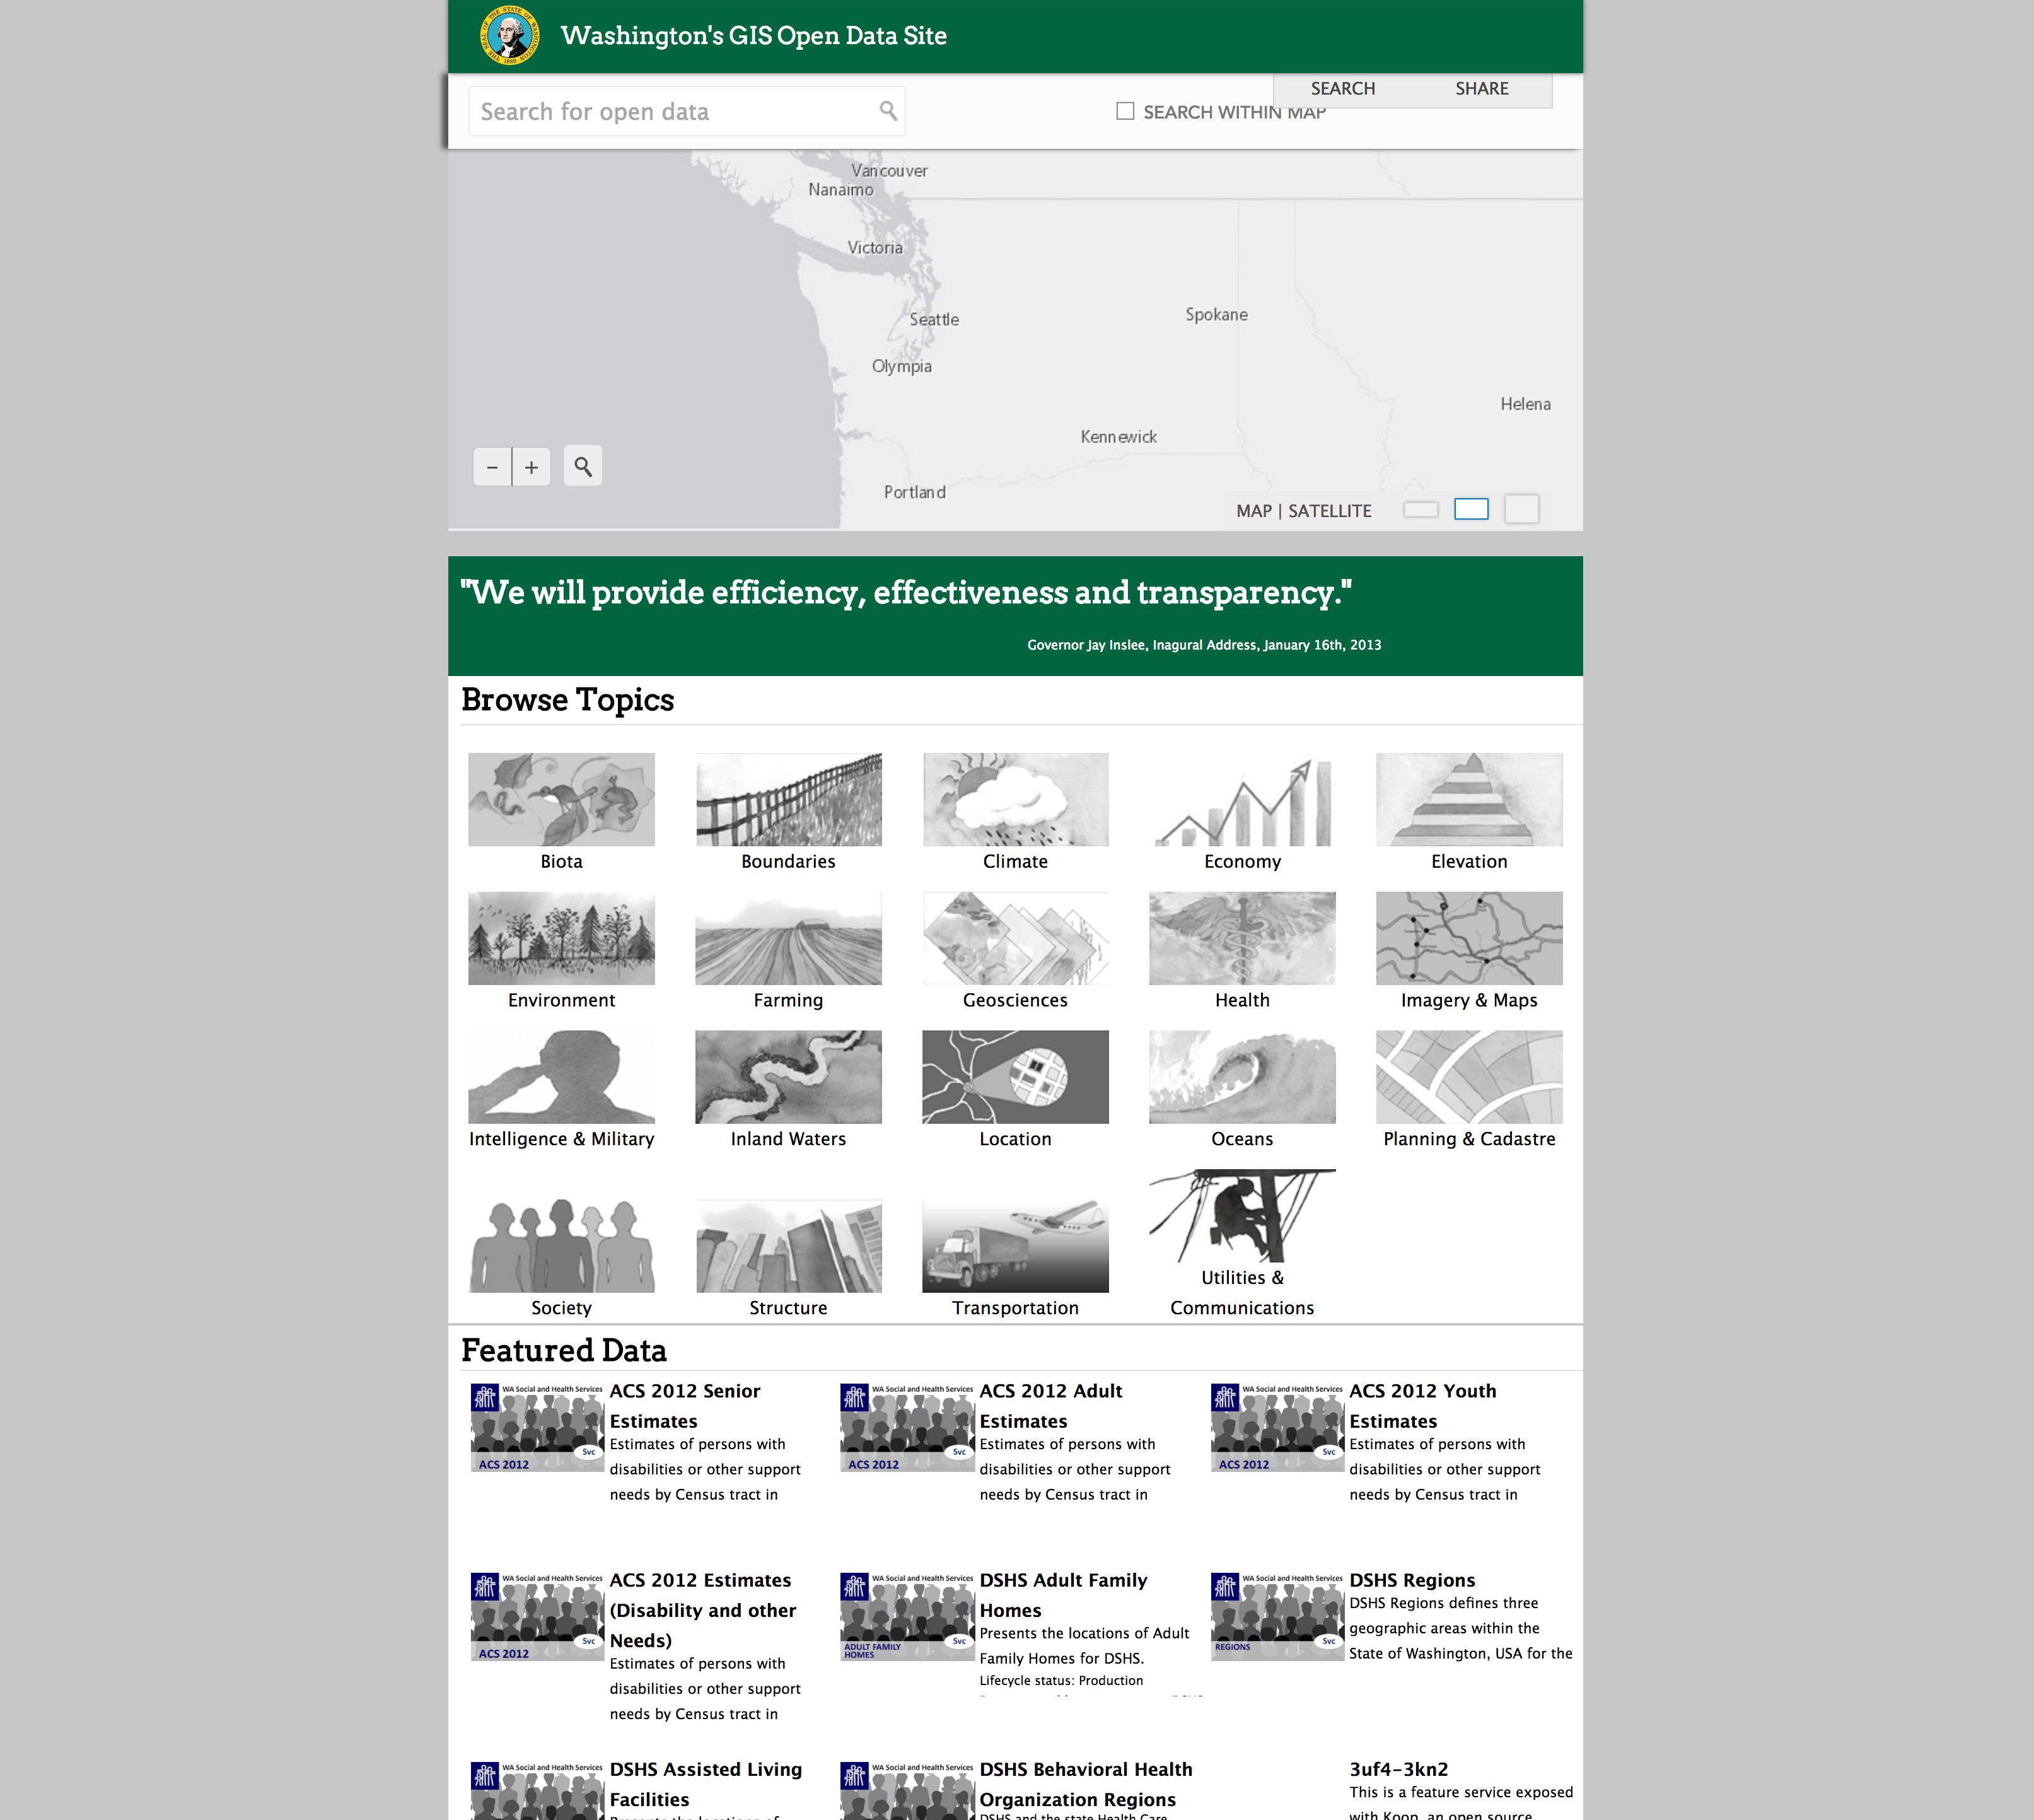 Washington's GIS Open Data Site
SEARCH SHARE
Search for open data
SEARCH WITHIN MAP
Vancouver
Nanaimo
Victoria
Seattle
Spokane
Olympia
Helena
Kennewick
− +
Portland
MAP | SATELLITE
"We will provide efficiency, effectiveness and transparency."
Governor Jay Inslee, Inagural Address, January 16th, 2013
Browse Topics
Biota Boundaries Climate Economy Elevation
Environment Farming Geosciences Health Imagery & Maps
Intelligence & Military Inland Waters Location Oceans Planning & Cadastre
Society Structure Transportation Utilities &
Communications
Featured Data
WA Social and Health Services
Svc
ACS 2012
ACS 2012 Senior
Estimates
Estimates of persons with
disabilities or other support
needs by Census tract in
WA Social and Health Services
Svc
ACS 2012
ACS 2012 Adult
Estimates
Estimates of persons with
disabilities or other support
needs by Census tract in
WA Social and Health Services
Svc
ACS 2012
ACS 2012 Youth
Estimates
Estimates of persons with
disabilities or other support
needs by Census tract in
WA Social and Health Services
Svc
ACS 2012
ACS 2012 Estimates
(Disability and other
Needs)
Estimates of persons with
disabilities or other support
needs by Census tract in
WA Social and Health Services
Svc
ADULT FAMILY
HOMES
DSHS Adult Family
Homes
Presents the locations of Adult
Family Homes for DSHS.
Lifecycle status: Production
WA Social and Health Services
Svc
REGIONS
DSHS Regions
DSHS Regions defines three
geographic areas within the
State of Washington, USA for the
WA Social and Health Services
DSHS Assisted Living
Facilities
Presents the locations of
WA Social and Health Services
DSHS Behavioral Health
Organization Regions
DSHS and the state Health Care
3uf4-3kn2
This is a feature service exposed
with Koop, an open source